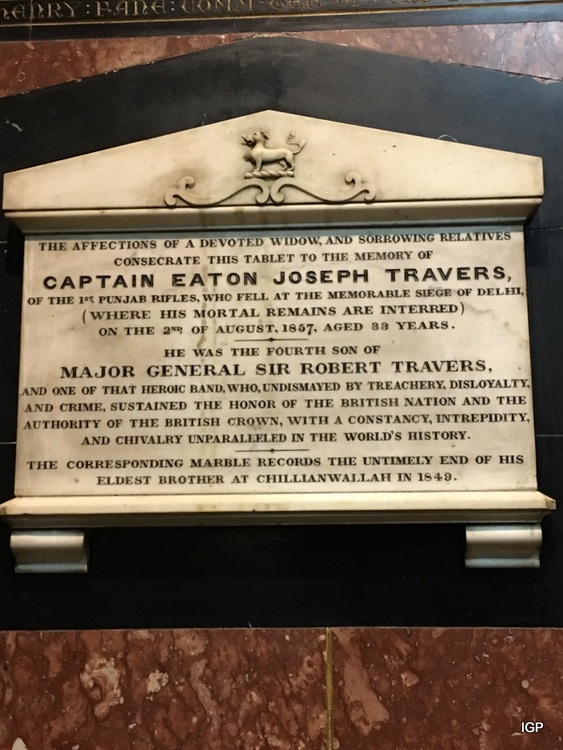 HENRY FANE: COMM
THE AFFECTIONS OF A DEVOTED WIDOW, AND SORROWING RELATIVES
CONSECRATE THIS TABLET TO THE MEMORY OF
CAPTAIN EATON JOSEPH TRAVERS,
OF THE 1ST PUNJAB RIFLES, WHO FELL AT THE MEMORABLE SIEGE OF DELHI,
(WHERE HIS MORTAL REMAINS ARE INTERRED)
ON THE 2ND OF AUGUST, 1857, AGED 33 YEARS.
HE WAS THE FOURTH SON OF
MAJOR GENERAL SIR ROBERT TRAVERS,
AND ONE OF THAT HEROIC BAND, WHO, UNDISMAYED BY TREACHERY, DISLOYALTY,
AND CRIME, SUSTAINED THE HONOR OF THE BRITISH NATION AND THE
AUTHORITY OF THE BRITISH CROWN, WITH A CONSTANCY, INTREPIDITY,
AND CHIVALRY UNPARALLELED IN THE WORLD'S HISTORY.
THE CORRESPONDING MARBLE RECORDS THE UNTIMELY END OF HIS
ELDEST BROTHER AT CHILLIANWALLAH IN 1849.
IGP